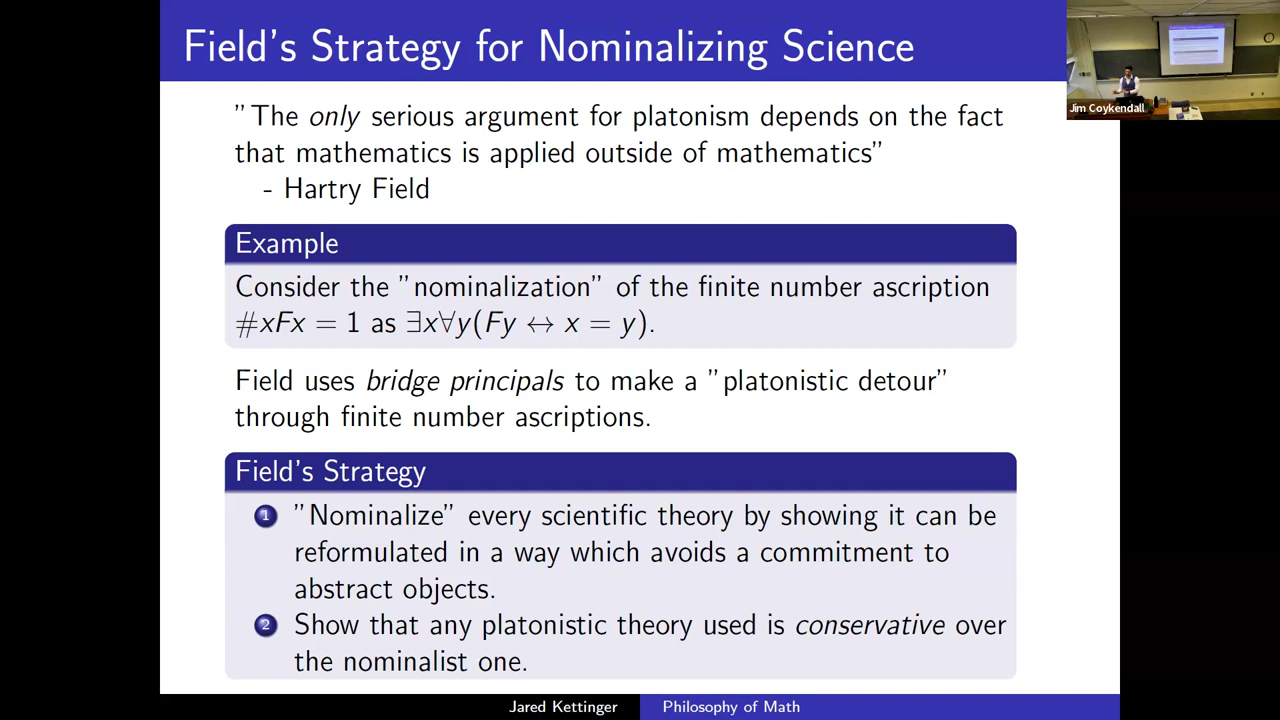 Field's Strategy for Nominalizing Science
Jim Coykendall
"The only serious argument for platonism depends on the fact
that mathematics is applied outside of mathematics"
- Hartry Field
Example
Consider the "nominalization" of the finite number ascription
#xFx = 1 as ∃x∀y(Fy ↔ x = y).
Field uses bridge principals to make a "platonistic detour"
through finite number ascriptions.
Field's Strategy
1 "Nominalize" every scientific theory by showing it can be
reformulated in a way which avoids a commitment to
abstract objects.
2 Show that any platonistic theory used is conservative over
the nominalist one.
Jared Kettinger
Philosophy of Math